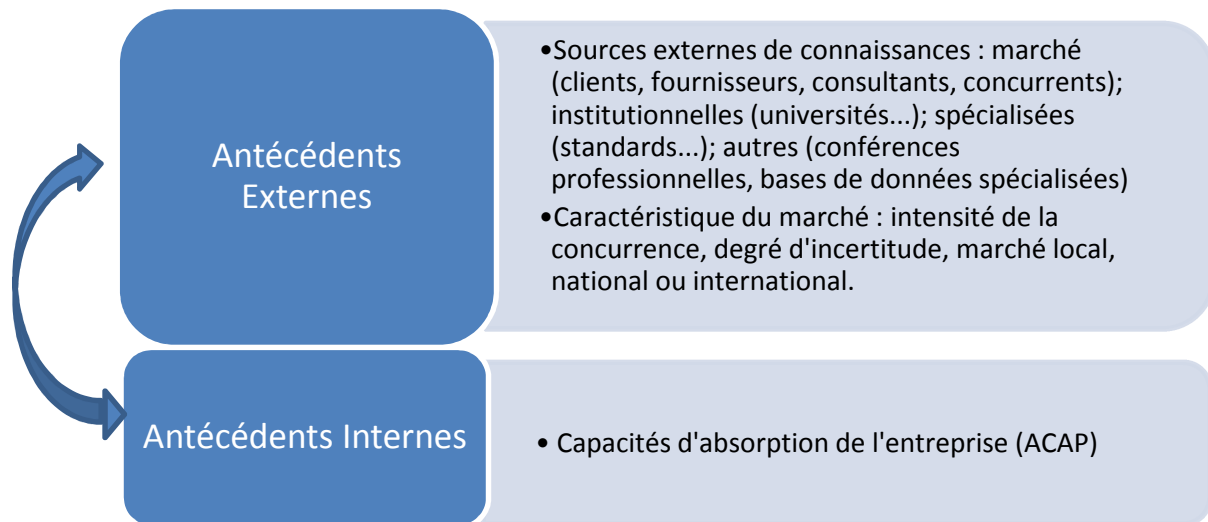 Antécédents
Externes
•Sources externes de connaissances : marché
(clients, fournisseurs, consultants, concurrents);
institutionnelles (universités...); spécialisées
(standards...); autres (conférences
professionnelles, bases de données spécialisées)
•Caractéristique du marché : intensité de la
concurrence, degré d'incertitude, marché local,
national ou international.
Antécédents Internes
• Capacités d'absorption de l'entreprise (ACAP)